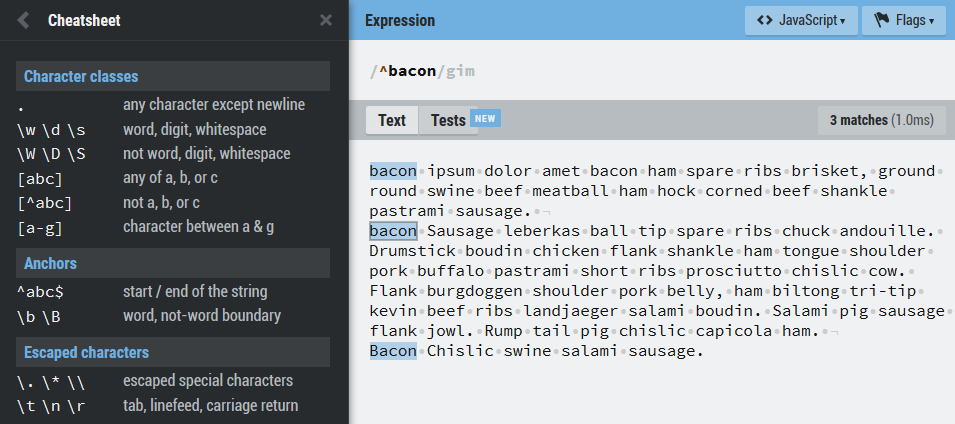 Cheatsheet
Character classes
. any character except newline
\w \d \s word, digit, whitespace
\W \D \S not word, digit, whitespace
[abc] any of a, b, or c
[^abc] not a, b, or c
[a-g] character between a & g
Anchors
^abc$ start / end of the string
\b \B word, not-word boundary
Escaped characters
\. \* \\ escaped special characters
\t \n \r tab, linefeed, carriage return
Expression
JavaScript
Flags
/^bacon/gim
Text Tests NEW
3 matches (1.0ms)
bacon ipsum dolor amet bacon ham spare ribs brisket, ground
round swine beef meatball ham hock corned beef shankle
pastrami sausage. ¬
bacon Sausage leberkas ball tip spare ribs chuck andouille.
Drumstick boudin chicken flank shankle ham tongue shoulder
pork buffalo pastrami short ribs prosciutto chislic cow.
Flank burgdoggen shoulder pork belly, ham biltong tri-tip
kevin beef ribs landjaeger salami boudin. Salami pig sausage
flank jowl. Rump tail pig chislic capicola ham. ¬
Bacon Chislic swine salami sausage.